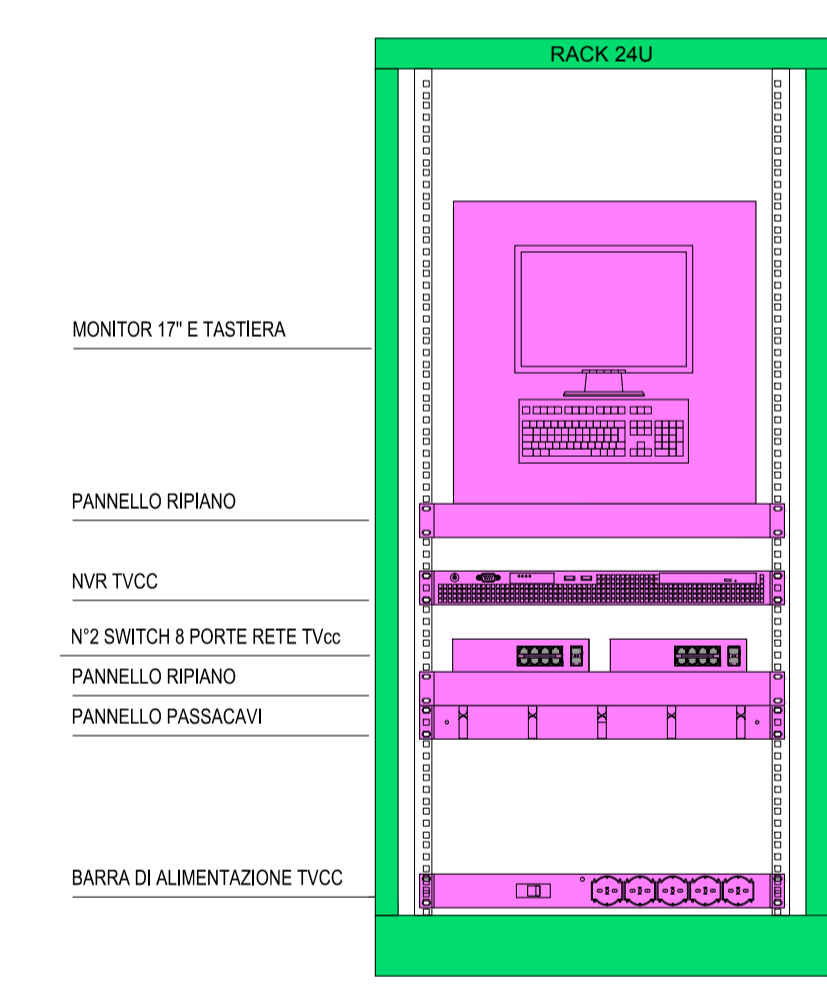 RACK 24U
MONITOR 17" E TASTIERA
PANNELLO RIPIANO
NVR TVCC
N°2 SWITCH 8 PORTE RETE TVcc
PANNELLO RIPIANO
PANNELLO PASSACAVI
BARRA DI ALIMENTAZIONE TVCC